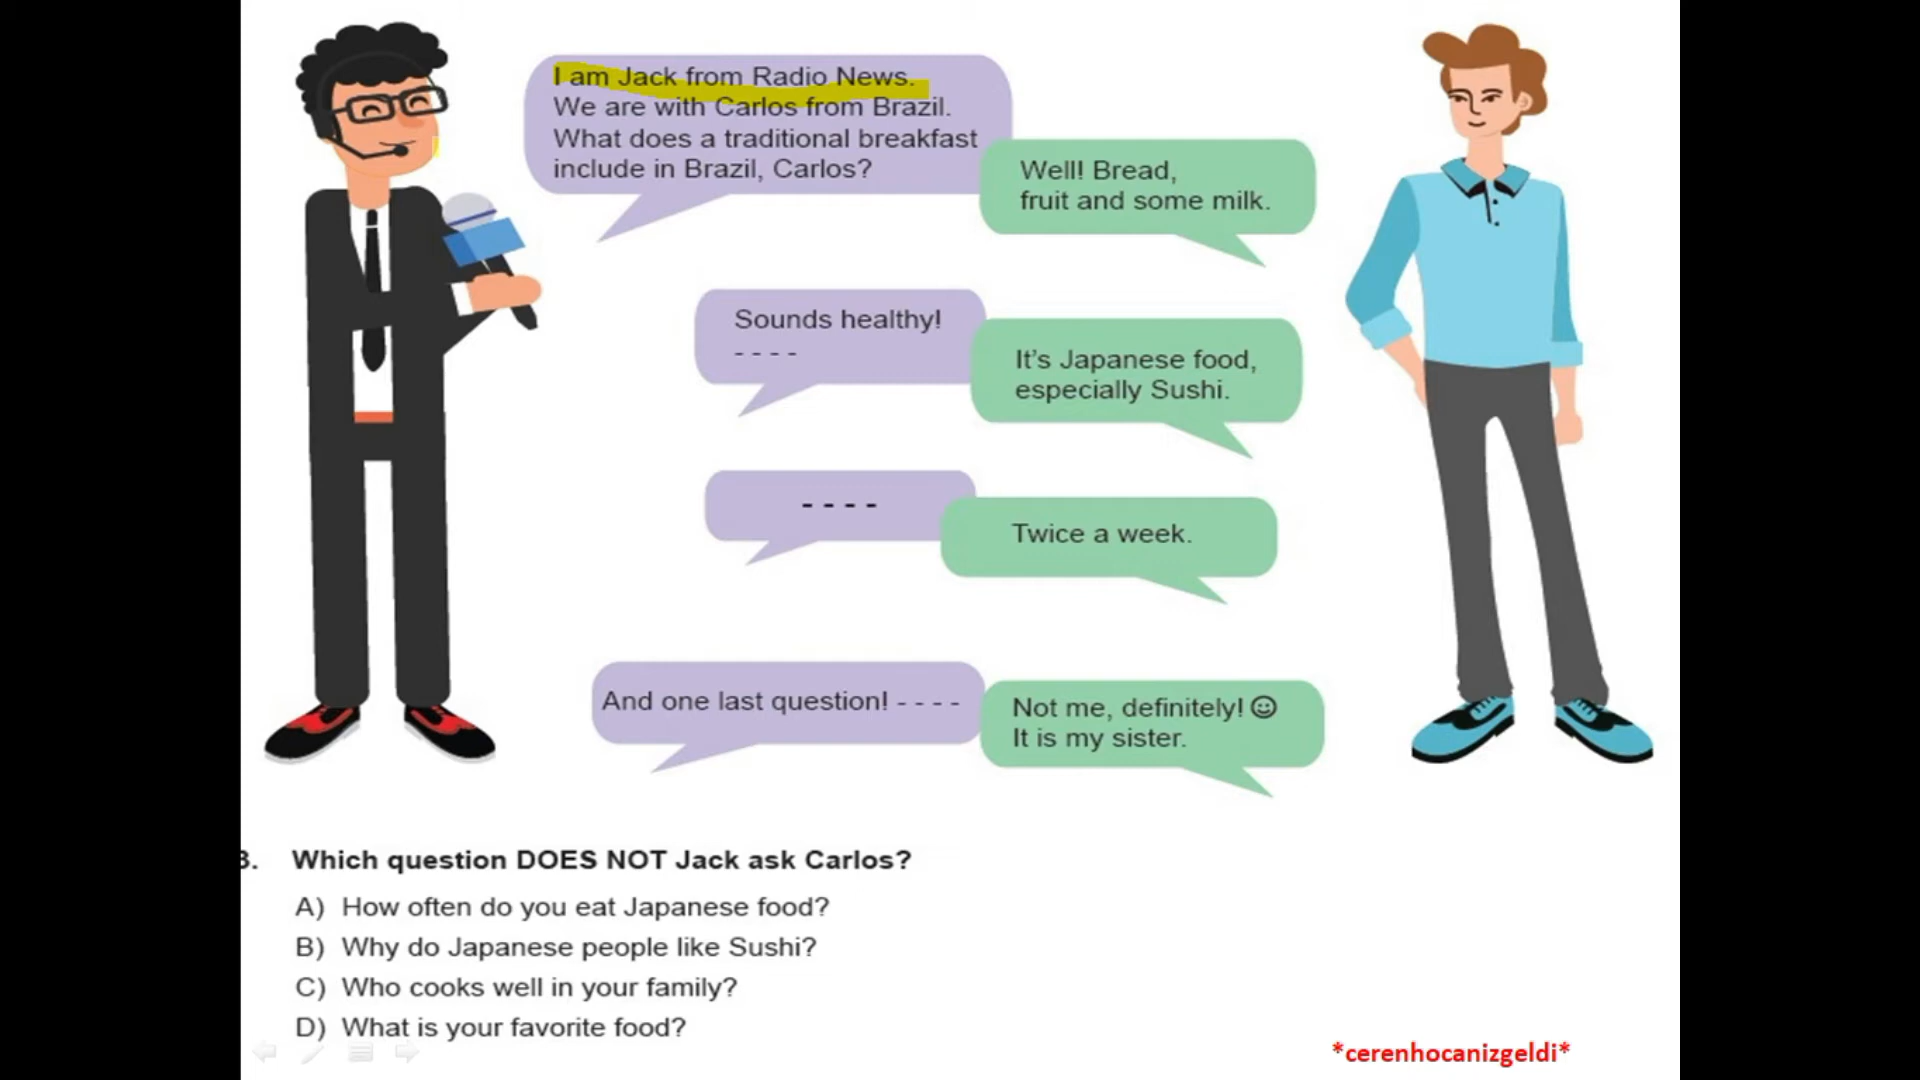 I am Jack from Radio News.
We are with Carlos from Brazil.
What does a traditional breakfast
include in Brazil, Carlos?
Well! Bread,
fruit and some milk.
Sounds healthy!
- - - -
It's Japanese food,
especially Sushi.
- - - -
Twice a week.
And one last question! - - - -
Not me, definitely! ☺
It is my sister.
3. Which question DOES NOT Jack ask Carlos?
A) How often do you eat Japanese food?
B) Why do Japanese people like Sushi?
C) Who cooks well in your family?
D) What is your favorite food?
*cerenhocanizgeldi*